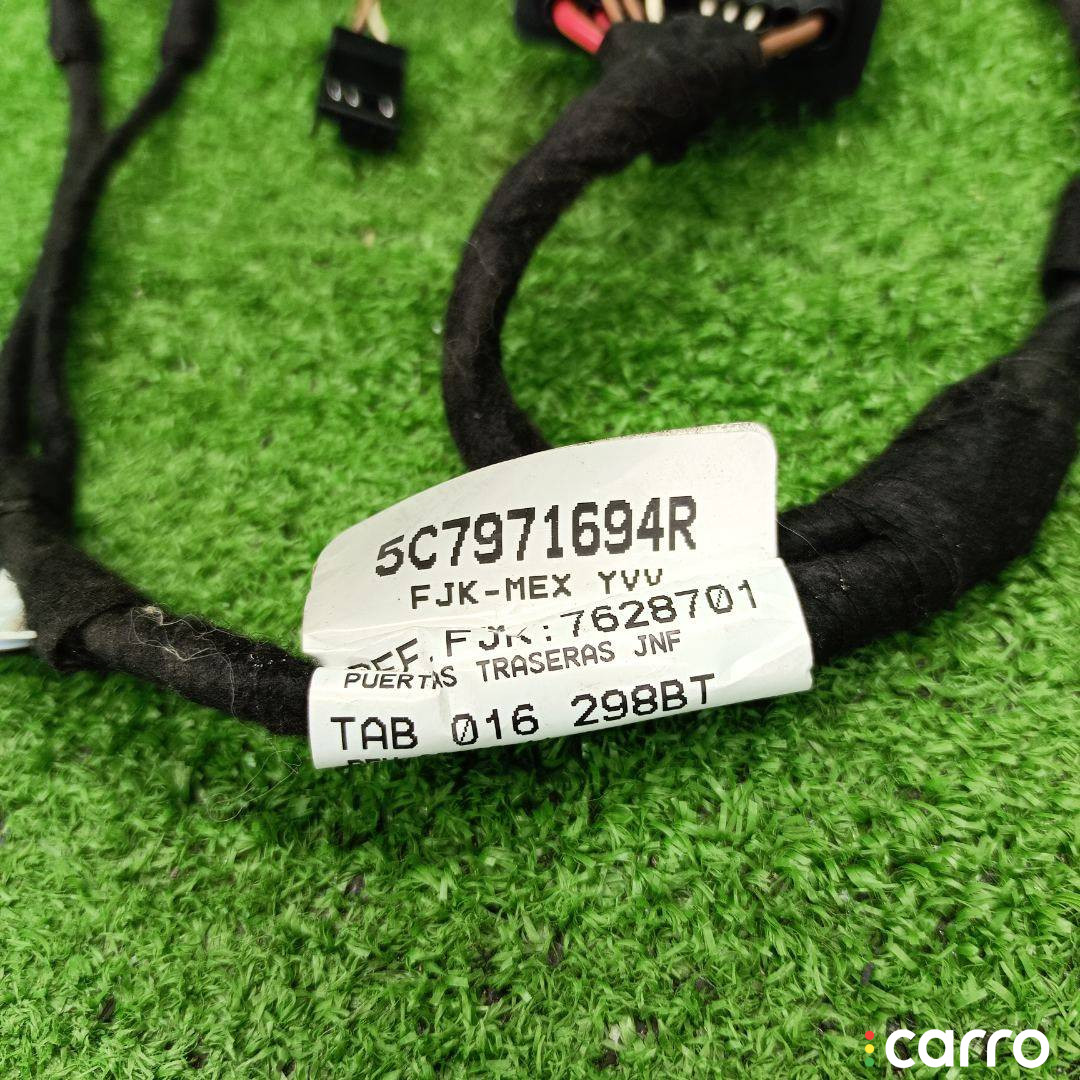 5C7971694R
FJK-MEX YVV
REF. FJK:7628701
PUERTAS TRASERAS JNF
TAB 016 298BT
carro